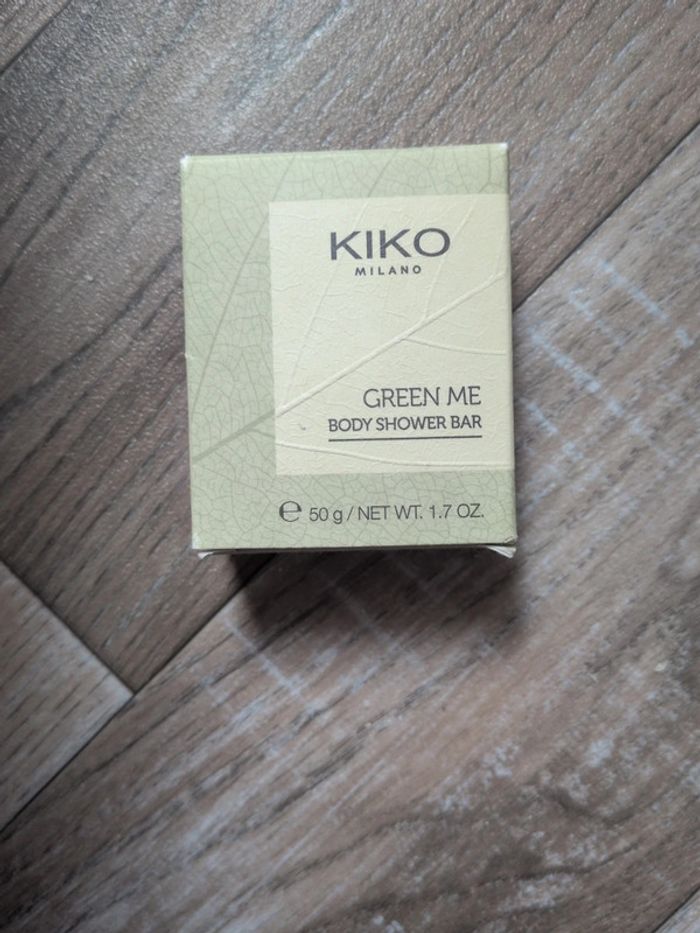 KIKO
MILANO
GREEN ME
BODY SHOWER BAR
℮ 50 g / NET WT. 1.7 OZ.